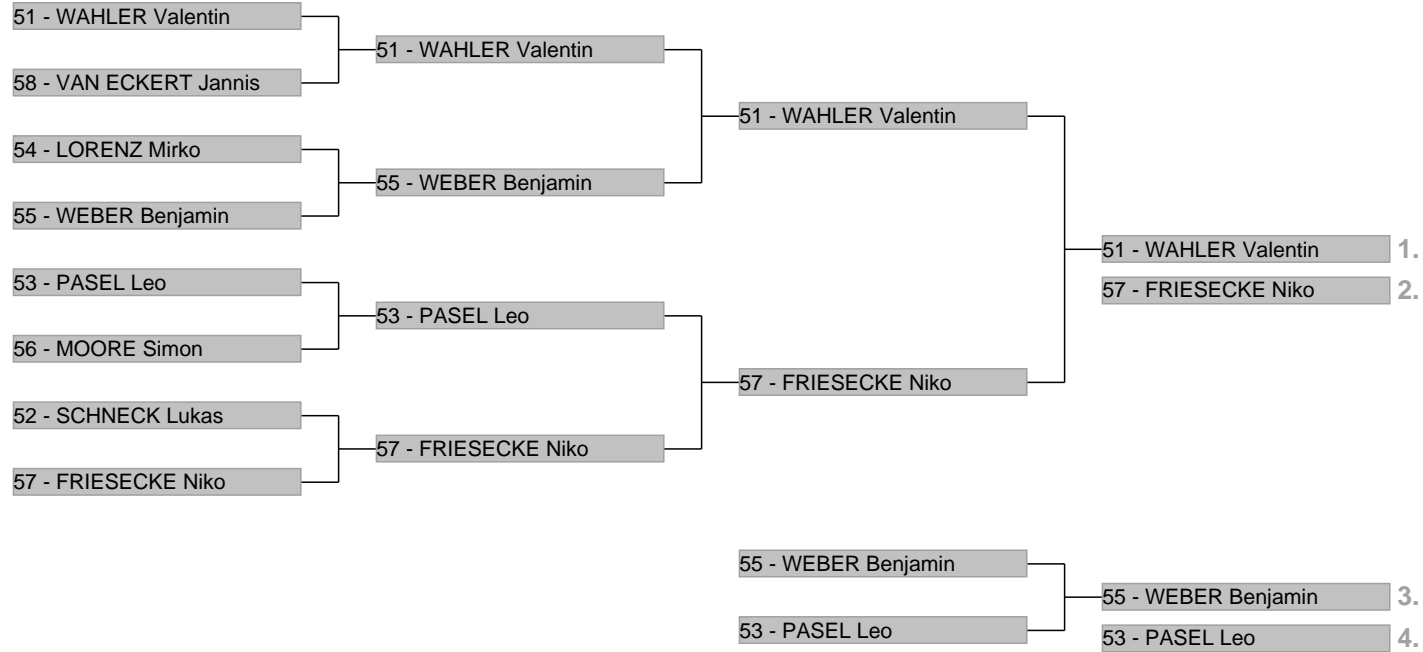 51 - WAHLER Valentin
58 - VAN ECKERT Jannis
54 - LORENZ Mirko
55 - WEBER Benjamin
53 - PASEL Leo
56 - MOORE Simon
52 - SCHNECK Lukas
57 - FRIESECKE Niko
51 - WAHLER Valentin
55 - WEBER Benjamin
53 - PASEL Leo
57 - FRIESECKE Niko
51 - WAHLER Valentin
57 - FRIESECKE Niko
51 - WAHLER Valentin 1.
57 - FRIESECKE Niko 2.
55 - WEBER Benjamin
53 - PASEL Leo
55 - WEBER Benjamin 3.
53 - PASEL Leo 4.